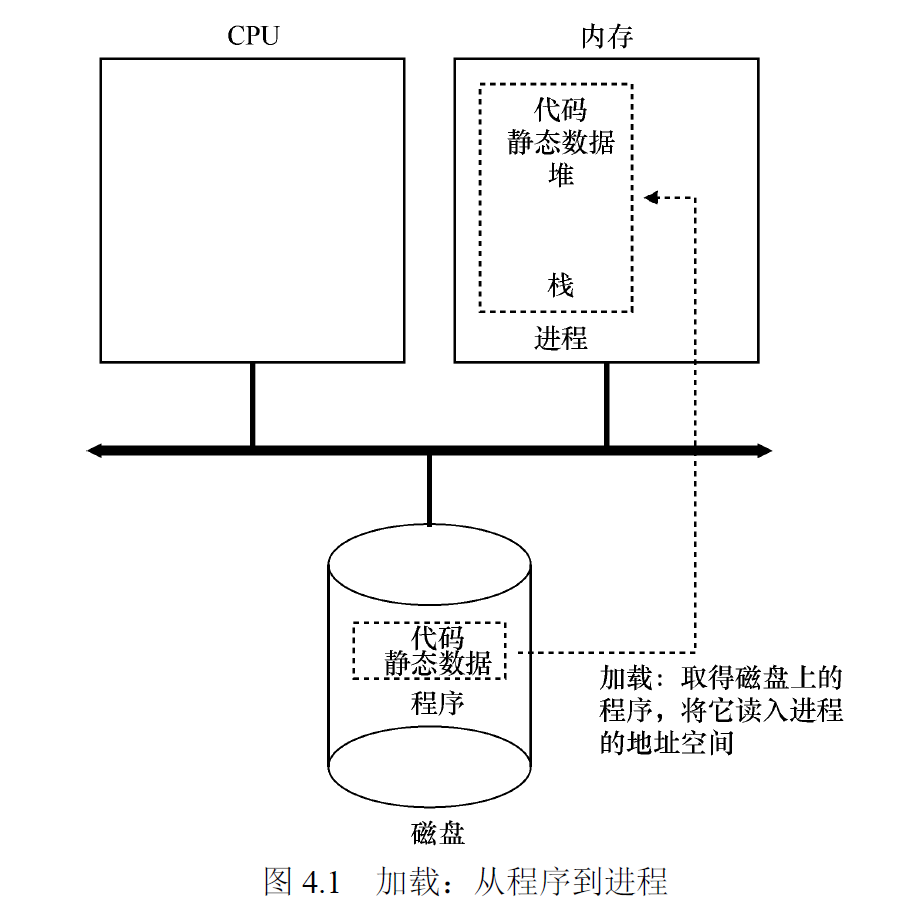 CPU
内存
代码
静态数据
堆
栈
进程
代码
静态数据
程序
加载：取得磁盘上的
程序，将它读入进程
的地址空间
磁盘
图 4.1 加载：从程序到进程